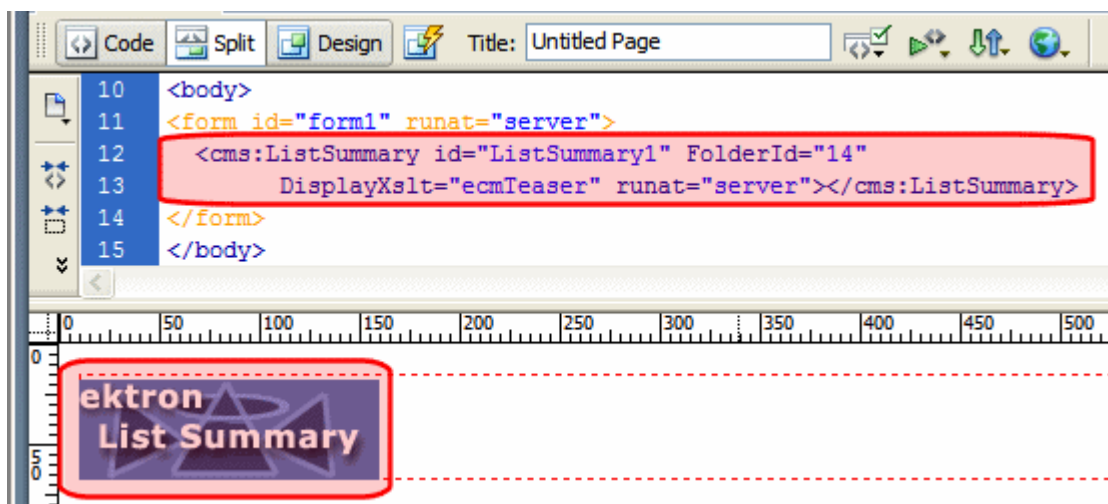 Code Split Design Title: Untitled Page
10 <body>
11 <form id="form1" runat="server">
12 <cms:ListSummary id="ListSummary1" FolderId="14"
13 DisplayXslt="ecmTeaser" runat="server"></cms:ListSummary>
14 </form>
15 </body>
0 50 100 150 200 250 300 350 400 450 500
0
ektron
List Summary
50